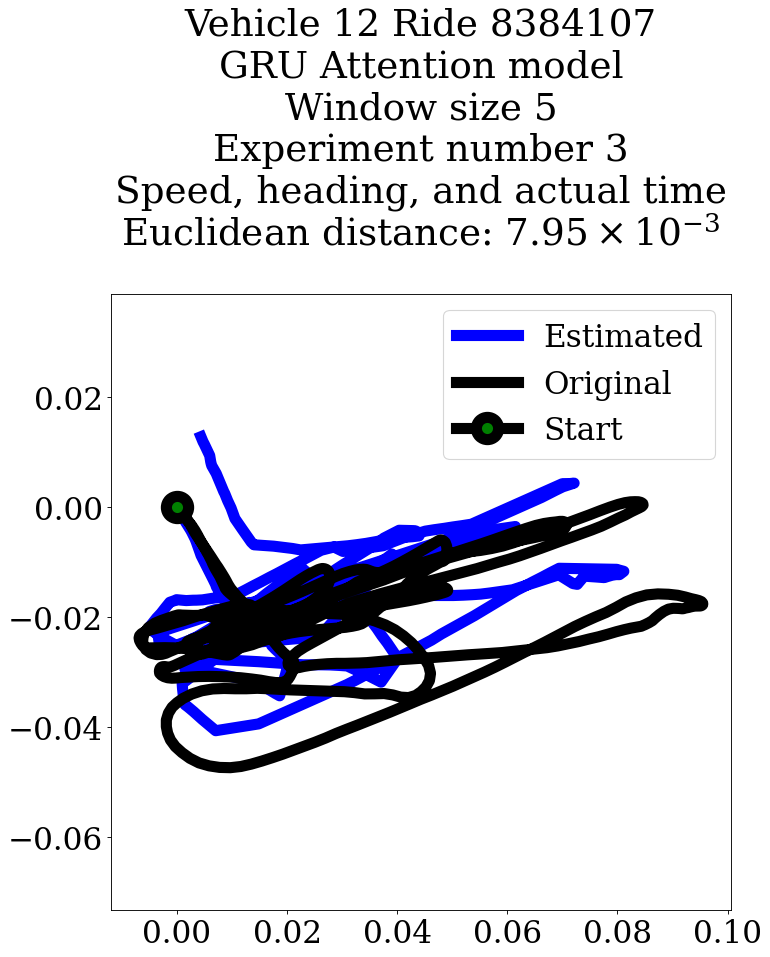 Vehicle 12 Ride 8384107
GRU Attention model
Window size 5
Experiment number 3
Speed, heading, and actual time
Euclidean distance: 7.95 × 10⁻³
Estimated
Original
Start
0.02
0.00
−0.02
−0.04
−0.06
0.00 0.02 0.04 0.06 0.08 0.10